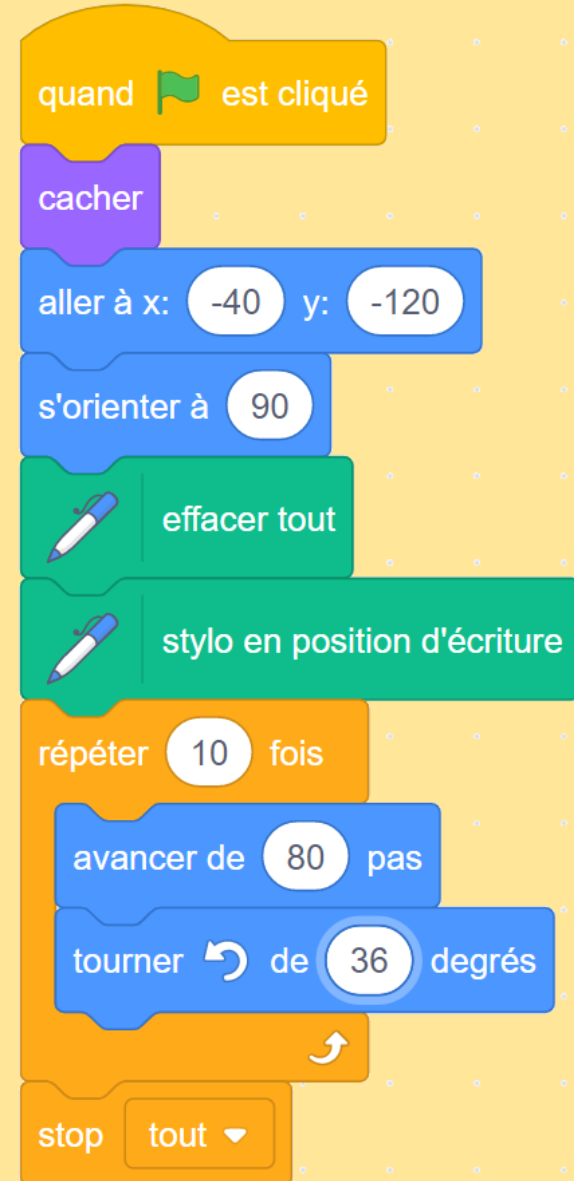 quand est cliqué
cacher
aller à x: -40 y: -120
s'orienter à 90
effacer tout
stylo en position d'écriture
répéter 10 fois
avancer de 80 pas
tourner de 36 degrés
stop tout